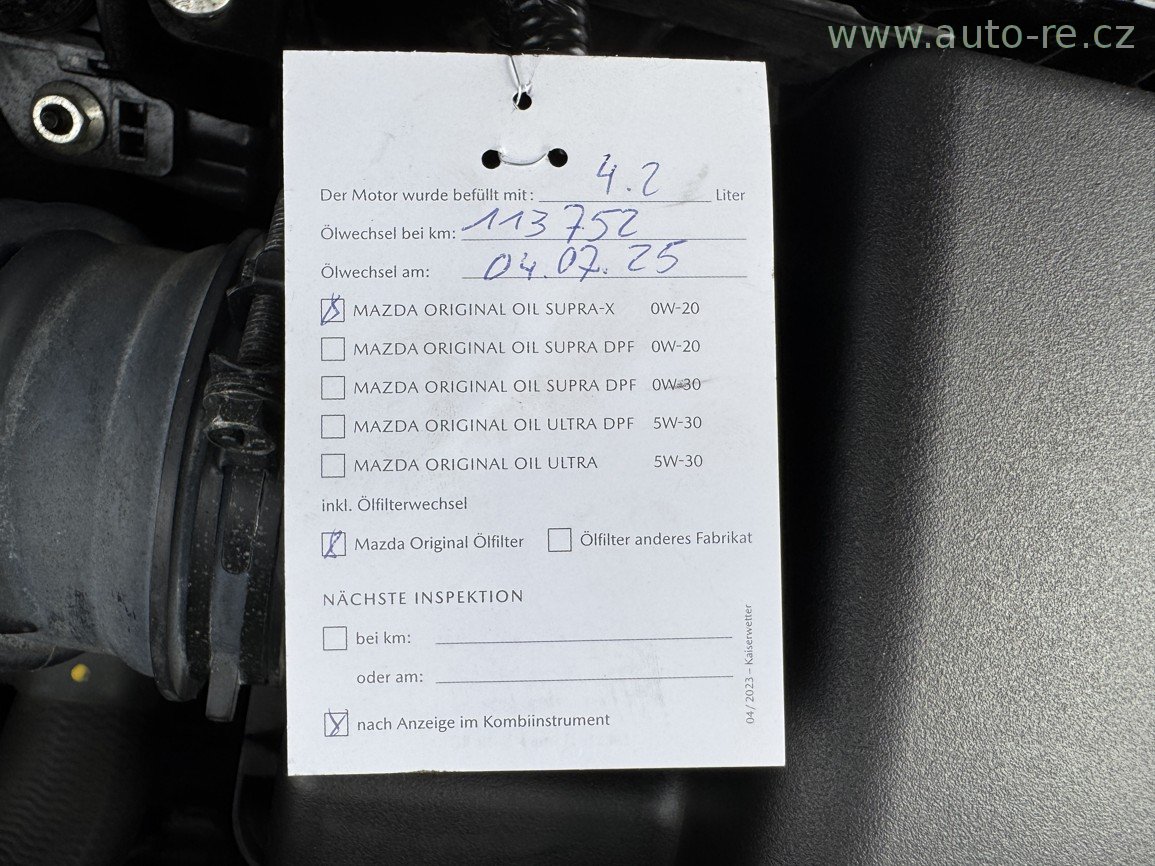 www.auto-re.cz
Der Motor wurde befüllt mit: 4.2 Liter
Ölwechsel bei km: 113752
Ölwechsel am: 04.07.25
MAZDA ORIGINAL OIL SUPRA-X 0W-20
MAZDA ORIGINAL OIL SUPRA DPF 0W-20
MAZDA ORIGINAL OIL SUPRA DPF 0W-30
MAZDA ORIGINAL OIL ULTRA DPF 5W-30
MAZDA ORIGINAL OIL ULTRA 5W-30
inkl. Ölfilterwechsel
Mazda Original Ölfilter Ölfilter anderes Fabrikat
NÄCHSTE INSPEKTION
bei km:
oder am:
nach Anzeige im Kombiinstrument
04/2023 – Kaiserwetter